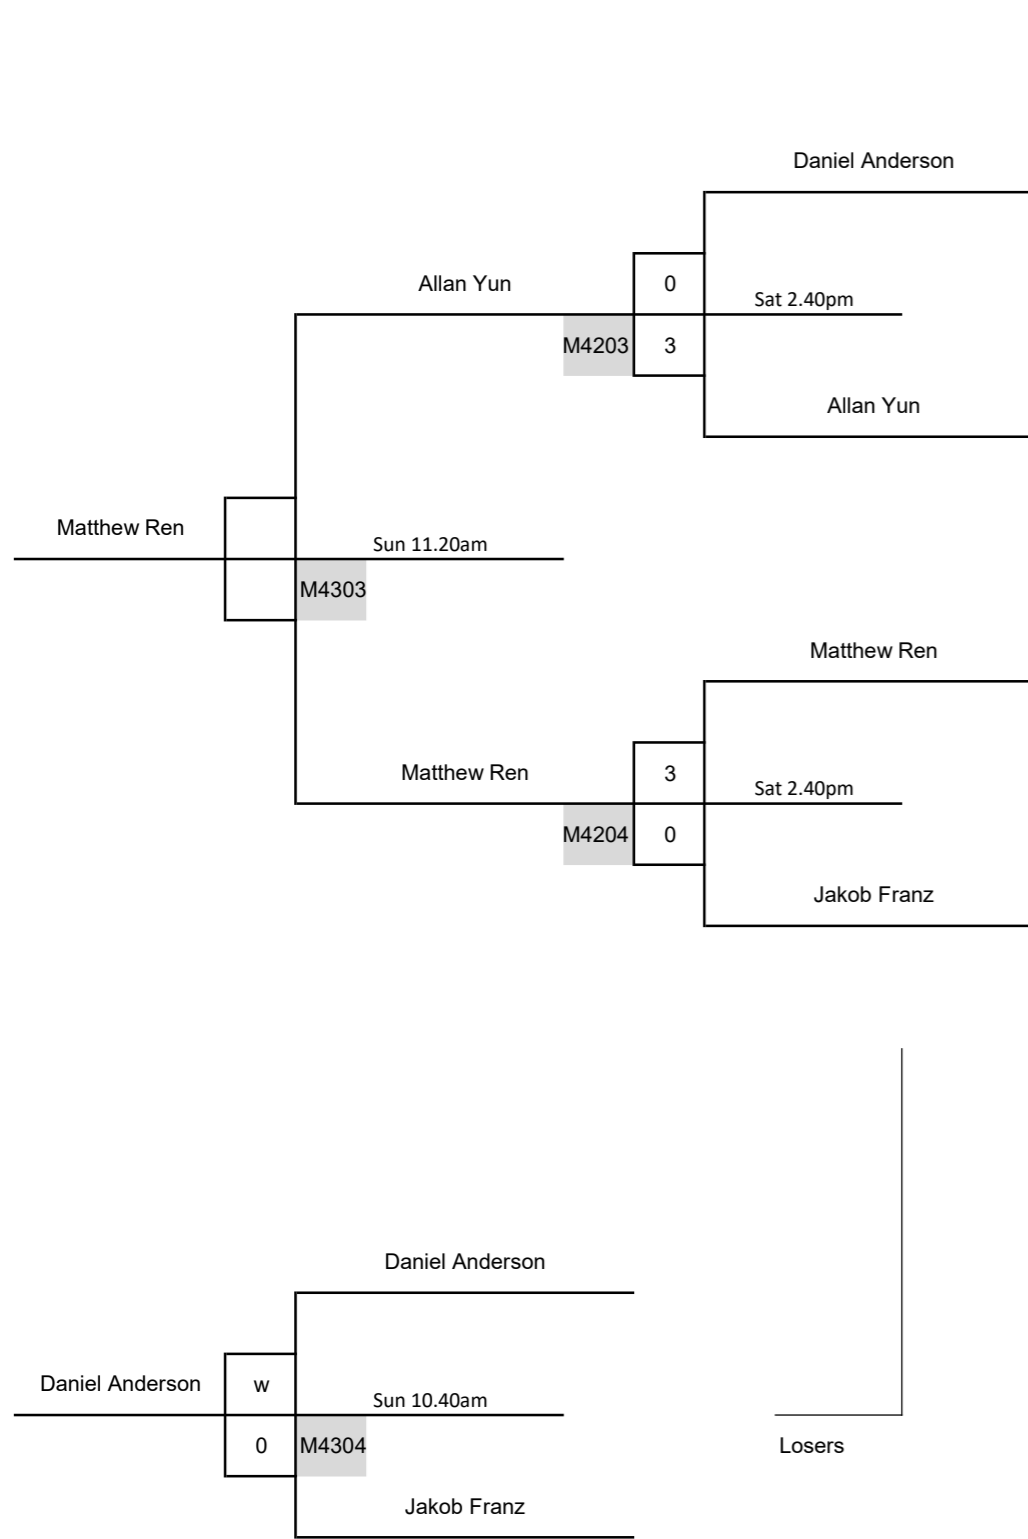 Daniel Anderson
Allan Yun
0
Sat 2.40pm
M4203
3
Allan Yun
Matthew Ren
Sun 11.20am
M4303
Matthew Ren
Matthew Ren
3
Sat 2.40pm
M4204
0
Jakob Franz
Daniel Anderson
Daniel Anderson
w
Sun 10.40am
0
M4304
Losers
Jakob Franz